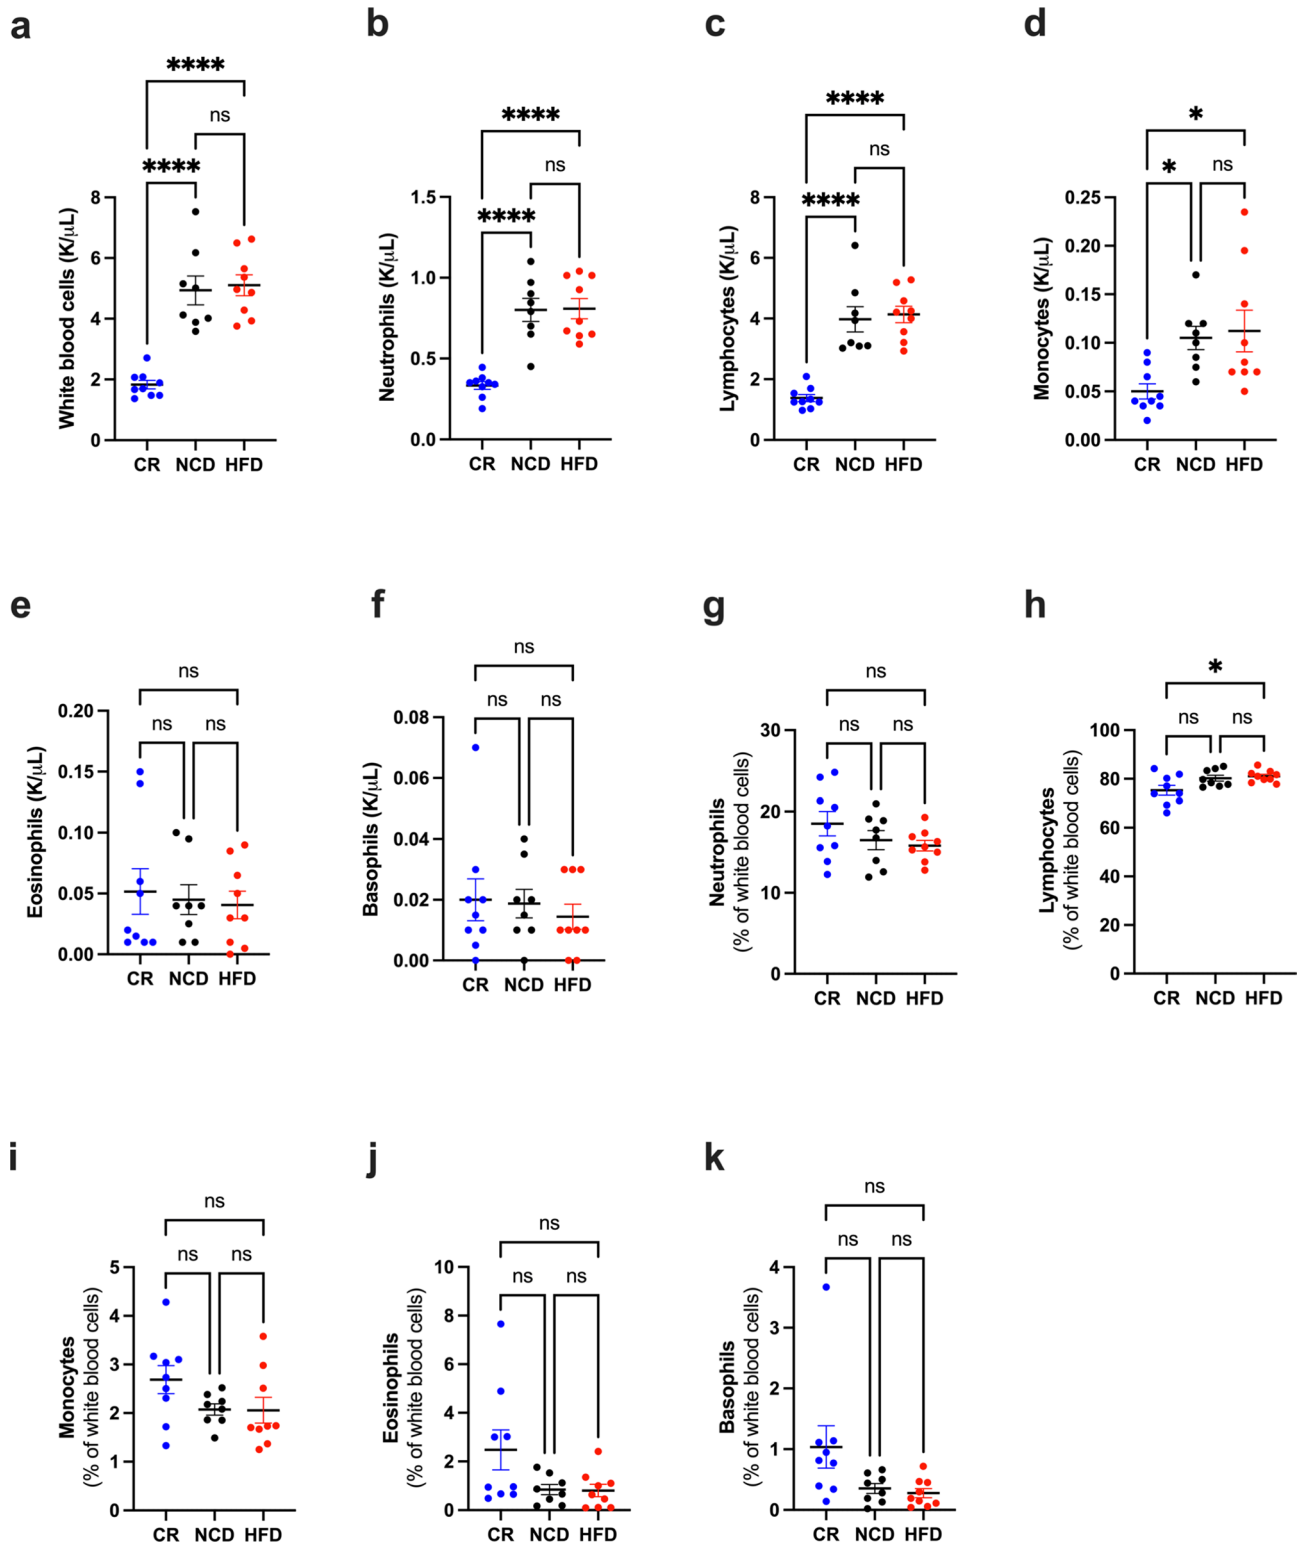 a
b
c
d
****
ns
****
White blood cells (K/μL)
8
6
4
2
0
CR NCD HFD
****
ns
****
Neutrophils (K/μL)
1.5
1.0
0.5
0.0
CR NCD HFD
****
ns
****
Lymphocytes (K/μL)
8
6
4
2
0
CR NCD HFD
*
* ns
Monocytes (K/μL)
0.25
0.20
0.15
0.10
0.05
0.00
CR NCD HFD
e
f
g
h
ns
ns ns
Eosinophils (K/μL)
0.20
0.15
0.10
0.05
0.00
CR NCD HFD
ns
ns ns
Basophils (K/μL)
0.08
0.06
0.04
0.02
0.00
CR NCD HFD
ns
ns ns
Neutrophils
(% of white blood cells)
30
20
10
0
CR NCD HFD
*
ns ns
Lymphocytes
(% of white blood cells)
100
80
60
40
20
0
CR NCD HFD
i
j
k
ns
ns ns
Monocytes
(% of white blood cells)
5
4
3
2
1
0
CR NCD HFD
ns
ns ns
Eosinophils
(% of white blood cells)
10
8
6
4
2
0
CR NCD HFD
ns
ns ns
Basophils
(% of white blood cells)
4
3
2
1
0
CR NCD HFD